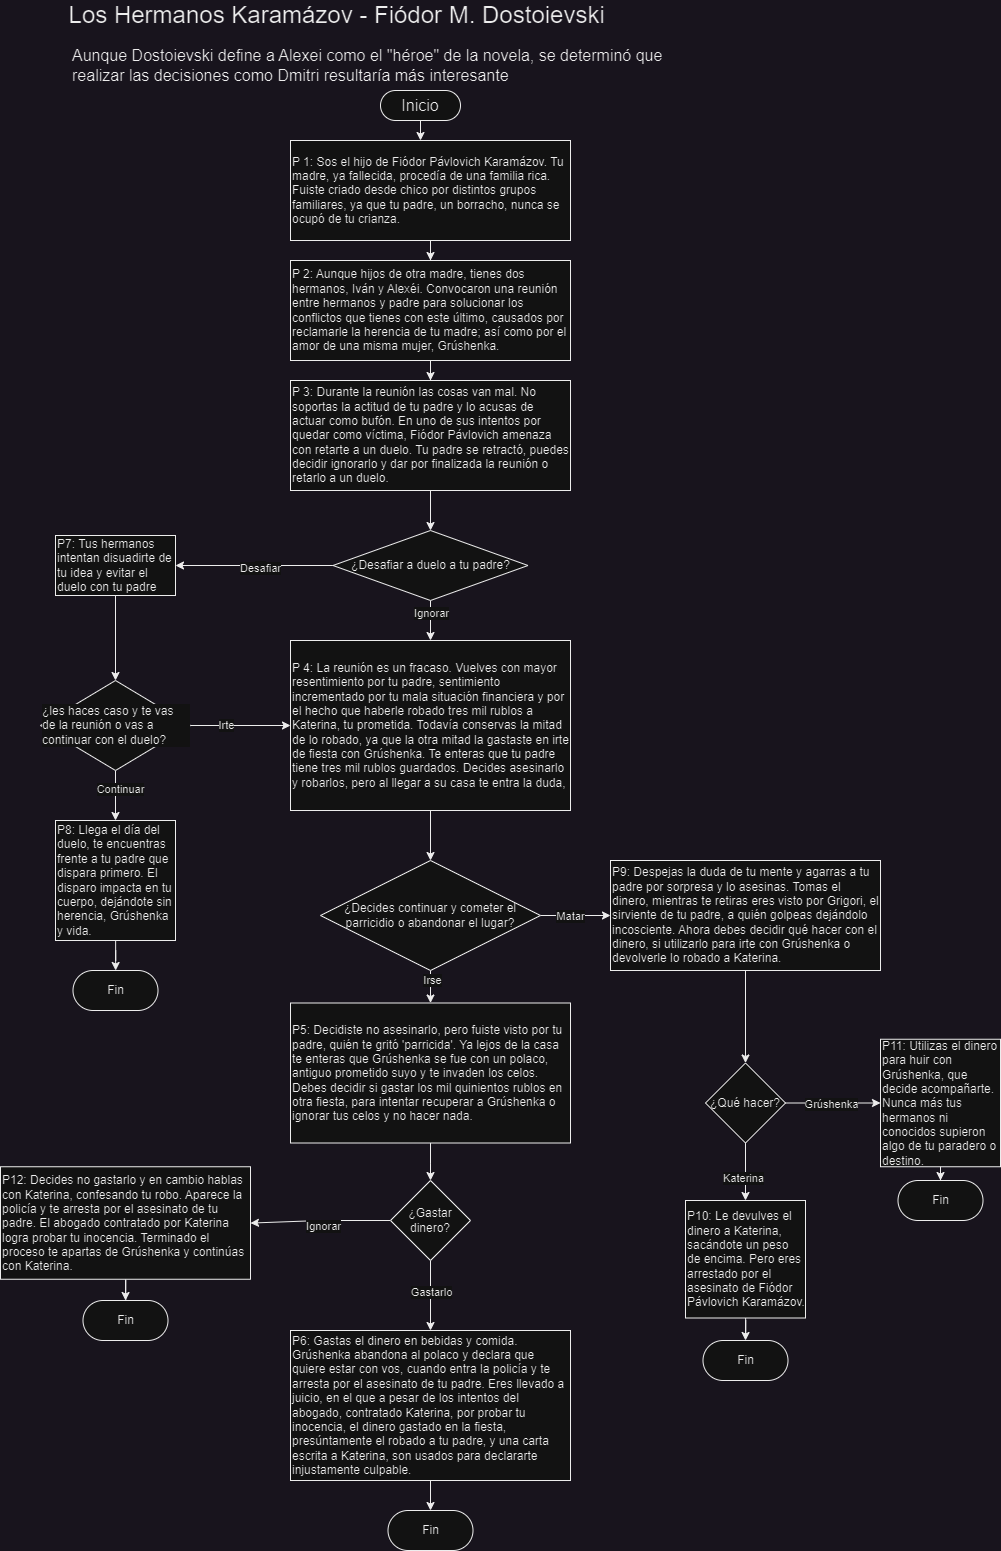 Los Hermanos Karamázov - Fiódor M. Dostoievski
Aunque Dostoievski define a Alexei como el "héroe" de la novela, se determinó que
realizar las decisiones como Dmitri resultaría más interesante
Inicio
P 1: Sos el hijo de Fiódor Pávlovich Karamázov. Tu
madre, ya fallecida, procedía de una familia rica.
Fuiste criado desde chico por distintos grupos
familiares, ya que tu padre, un borracho, nunca se
ocupó de tu crianza.
P 2: Aunque hijos de otra madre, tienes dos
hermanos, Iván y Alexéi. Convocaron una reunión
entre hermanos y padre para solucionar los
conflictos que tienes con este último, causados por
reclamarle la herencia de tu madre; así como por el
amor de una misma mujer, Grúshenka.
P 3: Durante la reunión las cosas van mal. No
soportas la actitud de tu padre y lo acusas de
actuar como bufón. En uno de sus intentos por
quedar como víctima, Fiódor Pávlovich amenaza
con retarte a un duelo. Tu padre se retractó, puedes
decidir ignorarlo y dar por finalizada la reunión o
retarlo a un duelo.
¿Desafiar a duelo a tu padre?
Desafiar
Ignorar
P7: Tus hermanos
intentan disuadirte de
tu idea y evitar el
duelo con tu padre
¿les haces caso y te vas
de la reunión o vas a
continuar con el duelo?
Irte
Continuar
P8: Llega el día del
duelo, te encuentras
frente a tu padre que
dispara primero. El
disparo impacta en tu
cuerpo, dejándote sin
herencia, Grúshenka
y vida.
Fin
P 4: La reunión es un fracaso. Vuelves con mayor
resentimiento por tu padre, sentimiento
incrementado por tu mala situación financiera y por
el hecho que haberle robado tres mil rublos a
Katerina, tu prometida. Todavía conservas la mitad
de lo robado, ya que la otra mitad la gastaste en irte
de fiesta con Grúshenka. Te enteras que tu padre
tiene tres mil rublos guardados. Decides asesinarlo
y robarlos, pero al llegar a su casa te entra la duda,
¿Decides continuar y cometer el
parricidio o abandonar el lugar?
Matar
Irse
P9: Despejas la duda de tu mente y agarras a tu
padre por sorpresa y lo asesinas. Tomas el
dinero, mientras te retiras eres visto por Grigori, el
sirviente de tu padre, a quién golpeas dejándolo
incosciente. Ahora debes decidir qué hacer con el
dinero, si utilizarlo para irte con Grúshenka o
devolverle lo robado a Katerina.
¿Qué hacer?
Grúshenka
Katerina
P11: Utilizas el dinero
para huir con
Grúshenka, que
decide acompañarte.
Nunca más tus
hermanos ni
conocidos supieron
algo de tu paradero o
destino.
Fin
P10: Le devuelves el
dinero a Katerina,
sacándote un peso
de encima. Pero eres
arrestado por el
asesinato de Fiódor
Pávlovich Karamázov.
Fin
P5: Decidiste no asesinarlo, pero fuiste visto por tu
padre, quién te gritó 'parricida'. Ya lejos de la casa
te enteras que Grúshenka se fue con un polaco,
antiguo prometido suyo y te invaden los celos.
Debes decidir si gastar los mil quinientos rublos en
otra fiesta, para intentar recuperar a Grúshenka o
ignorar tus celos y no hacer nada.
¿Gastar
dinero?
Ignorar
Gastarlo
P12: Decides no gastarlo y en cambio hablas
con Katerina, confesando tu robo. Aparece la
policía y te arresta por el asesinato de tu
padre. El abogado contratado por Katerina
logra probar tu inocencia. Terminado el
proceso te apartas de Grúshenka y continúas
con Katerina.
Fin
P6: Gastas el dinero en bebidas y comida.
Grúshenka abandona al polaco y declara que
quiere estar con vos, cuando entra la policía y te
arresta por el asesinato de tu padre. Eres llevado a
juicio, en el que a pesar de los intentos del
abogado, contratado Katerina, por probar tu
inocencia, el dinero gastado en la fiesta,
presúntamente el robado a tu padre, y una carta
escrita a Katerina, son usados para declararte
injustamente culpable.
Fin